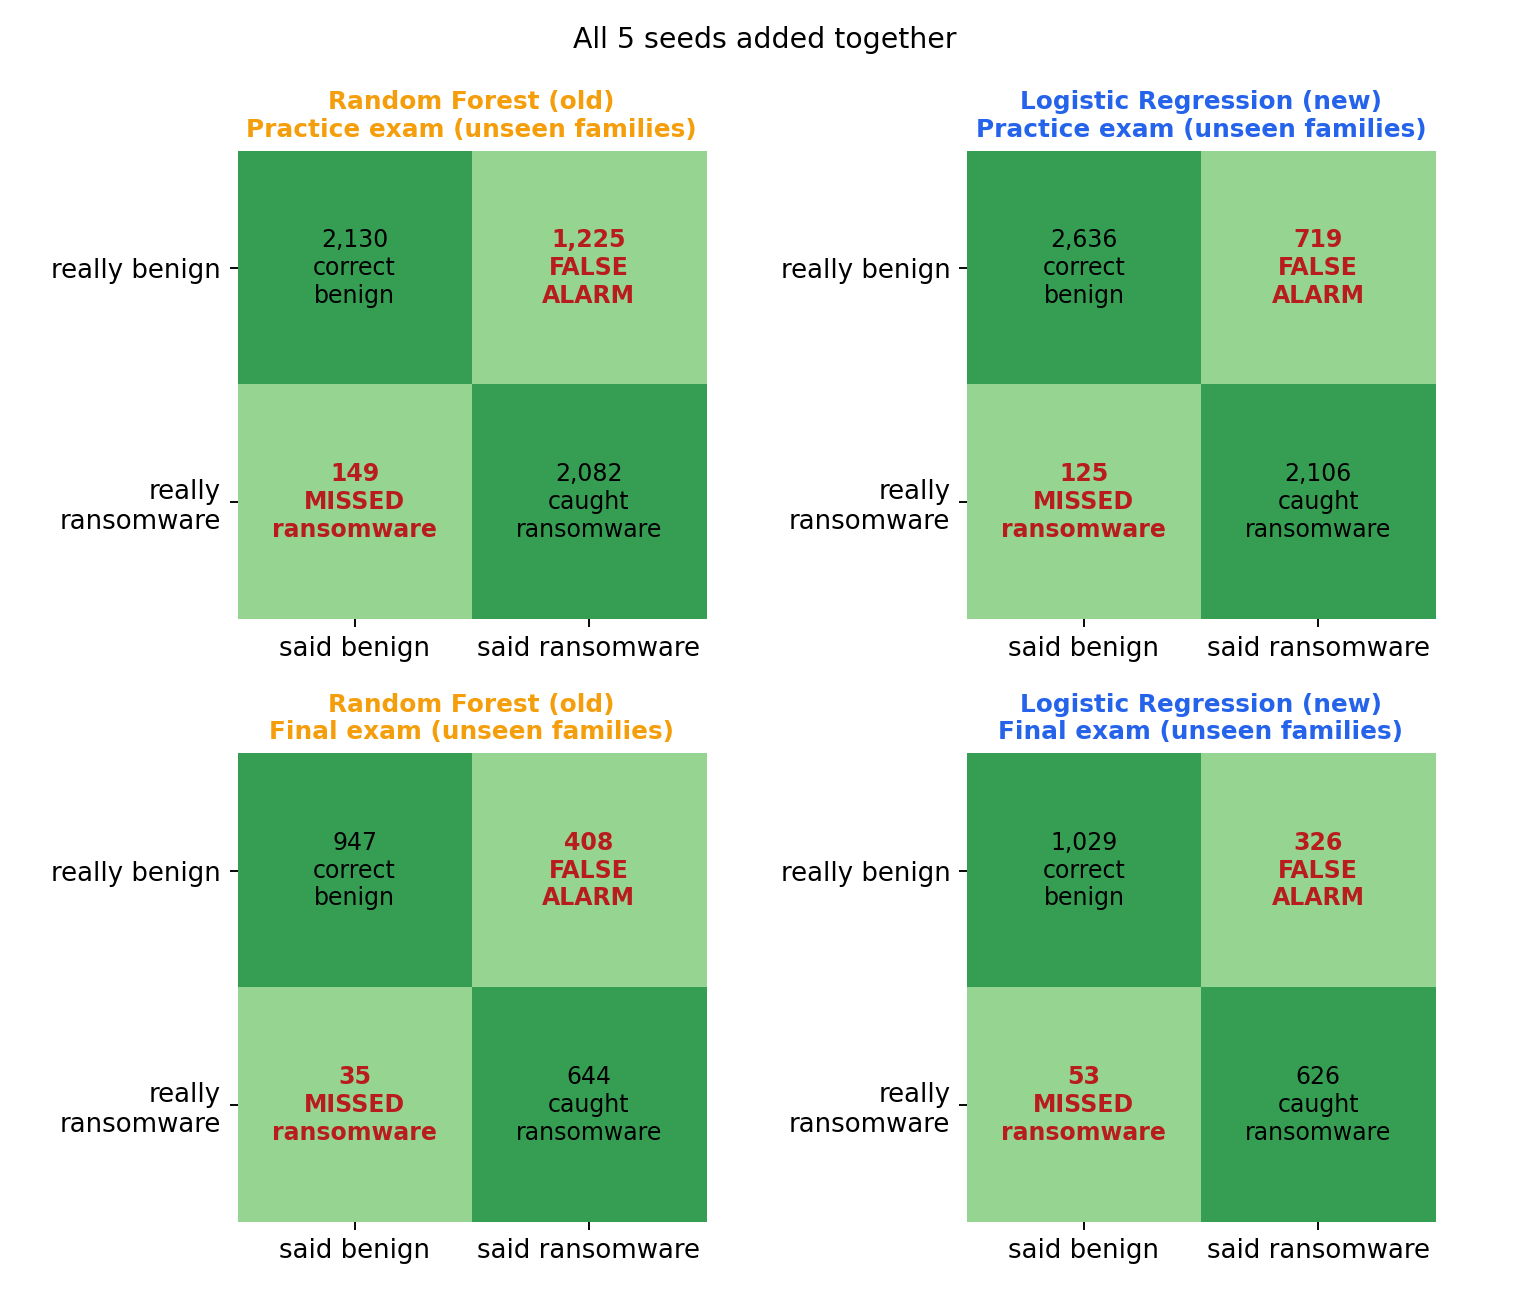 All 5 seeds added together
Random Forest (old)
Practice exam (unseen families)
really benign
2,130
correct
benign
1,225
FALSE
ALARM
really
ransomware
149
MISSED
ransomware
2,082
caught
ransomware
said benign
said ransomware
Logistic Regression (new)
Practice exam (unseen families)
really benign
2,636
correct
benign
719
FALSE
ALARM
really
ransomware
125
MISSED
ransomware
2,106
caught
ransomware
said benign
said ransomware
Random Forest (old)
Final exam (unseen families)
really benign
947
correct
benign
408
FALSE
ALARM
really
ransomware
35
MISSED
ransomware
644
caught
ransomware
said benign
said ransomware
Logistic Regression (new)
Final exam (unseen families)
really benign
1,029
correct
benign
326
FALSE
ALARM
really
ransomware
53
MISSED
ransomware
626
caught
ransomware
said benign
said ransomware